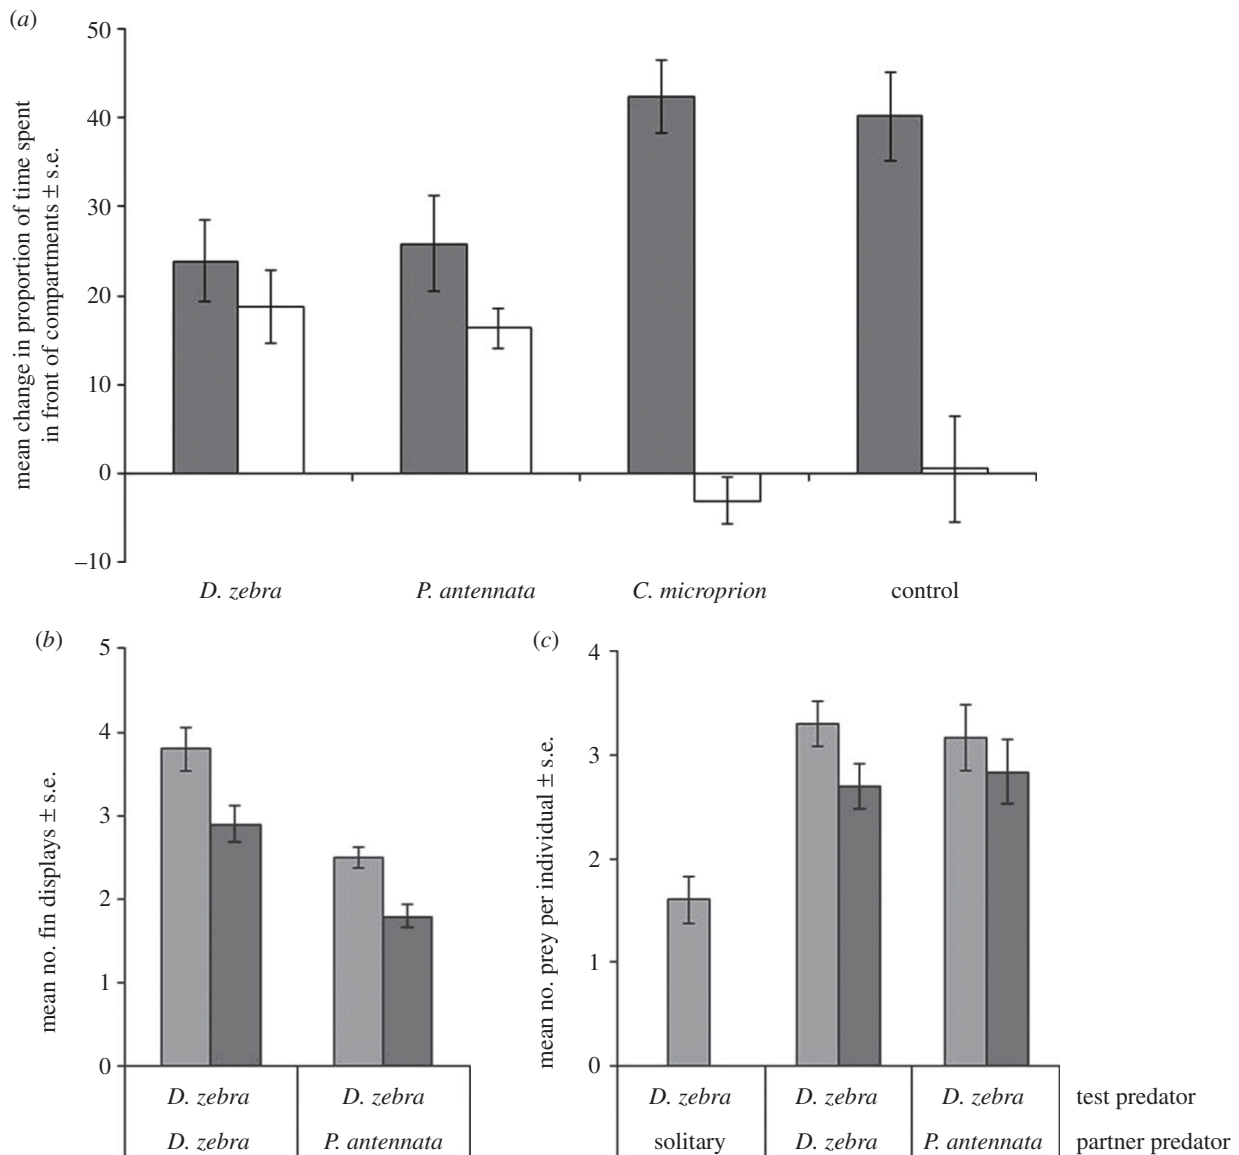 (a)
mean change in proportion of time spent
in front of compartments ± s.e.
50
40
30
20
10
0
–10
D. zebra P. antennata C. microprion control
(b)
mean no. fin displays ± s.e.
5
4
3
2
1
0
D. zebra D. zebra
D. zebra P. antennata
(c)
mean no. prey per individual ± s.e.
4
3
2
1
0
D. zebra D. zebra D. zebra test predator
solitary D. zebra P. antennata partner predator